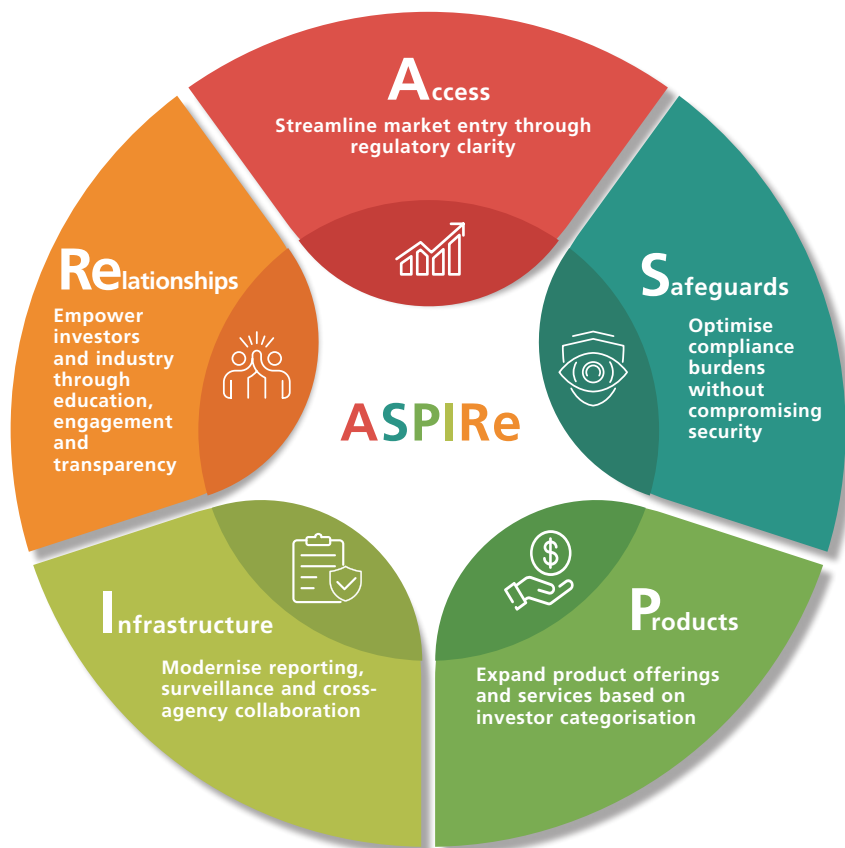 Access
Streamline market entry through
regulatory clarity
Safeguards
Optimise
compliance
burdens
without
compromising
security
Products
Expand product offerings
and services based on
investor categorisation
Infrastructure
Modernise reporting,
surveillance and cross-
agency collaboration
Relationships
Empower
investors
and industry
through
education,
engagement
and
transparency
ASPIRe
$